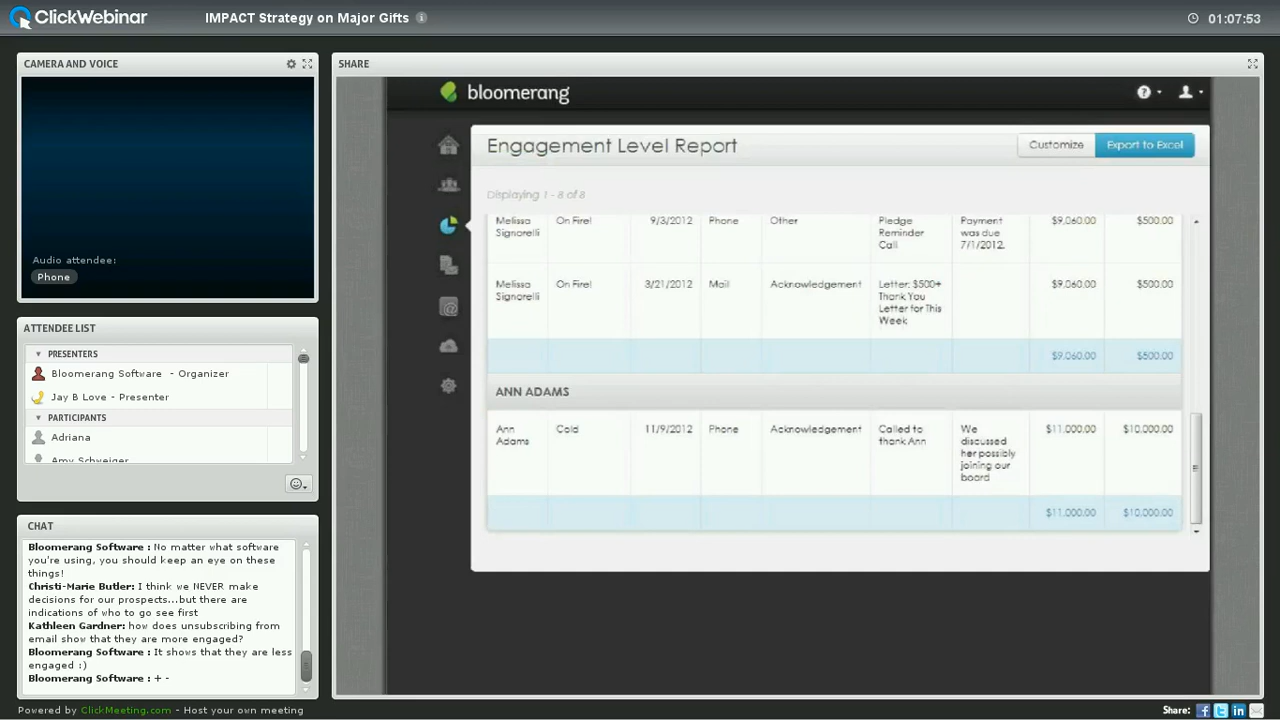 ClickWebinar
IMPACT Strategy on Major Gifts
01:07:53
CAMERA AND VOICE
Audio attendee:
Phone
ATTENDEE LIST
PRESENTERS
Bloomerang Software - Organizer
Jay B Love - Presenter
PARTICIPANTS
Adriana
Amy Schweiger
CHAT
Bloomerang Software : No matter what software
you're using, you should keep an eye on these
things!
Christi-Marie Butler: I think we NEVER make
decisions for our prospects...but there are
indications of who to go see first
Kathleen Gardner: how does unsubscribing from
email show that they are more engaged?
Bloomerang Software : It shows that they are less
engaged :)
Bloomerang Software : + -
SHARE
bloomerang
Engagement Level Report
Customize
Export to Excel
Displaying 1 - 8 of 8
Melissa Signorelli On Fire! 9/3/2012 Phone Other Pledge Reminder Call Payment was due 7/1/2012. $9,060.00 $500.00
Melissa Signorelli On Fire! 3/21/2012 Mail Acknowledgement Letter: $500+ Thank You Letter for This Week $9,060.00 $500.00
$9,060.00 $500.00
ANN ADAMS
Ann Adams Cold 11/9/2012 Phone Acknowledgement Called to thank Ann We discussed her possibly joining our board $11,000.00 $10,000.00
$11,000.00 $10,000.00
Powered by ClickMeeting.com - Host your own meeting
Share: